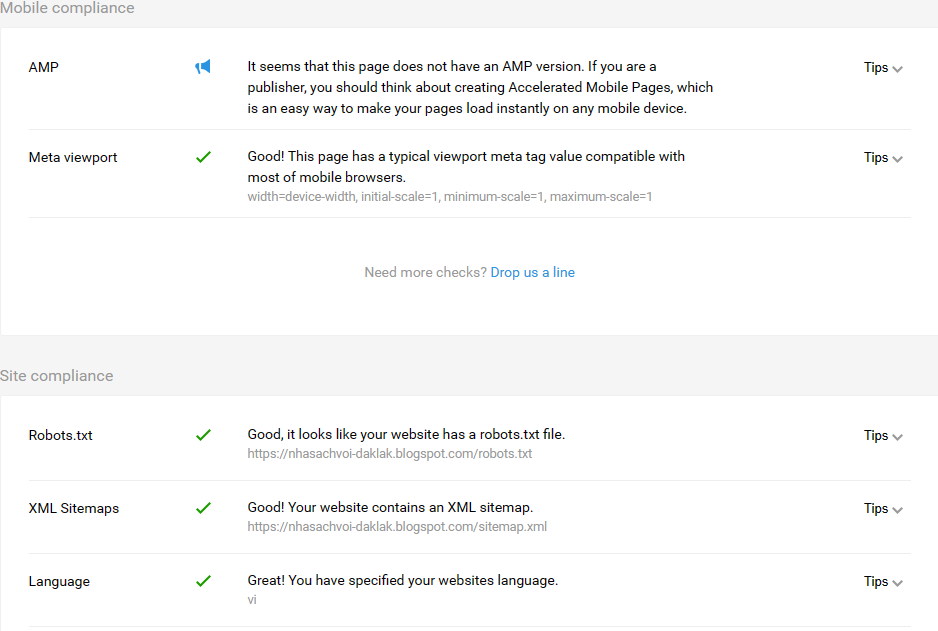 Mobile compliance
AMP
It seems that this page does not have an AMP version. If you are a
publisher, you should think about creating Accelerated Mobile Pages, which
is an easy way to make your pages load instantly on any mobile device.
Tips
Meta viewport
Good! This page has a typical viewport meta tag value compatible with
most of mobile browsers.
width=device-width, initial-scale=1, minimum-scale=1, maximum-scale=1
Tips
Need more checks? Drop us a line
Site compliance
Robots.txt
Good, it looks like your website has a robots.txt file.
https://nhasachvoi-daklak.blogspot.com/robots.txt
Tips
XML Sitemaps
Good! Your website contains an XML sitemap.
https://nhasachvoi-daklak.blogspot.com/sitemap.xml
Tips
Language
Great! You have specified your websites language.
vi
Tips